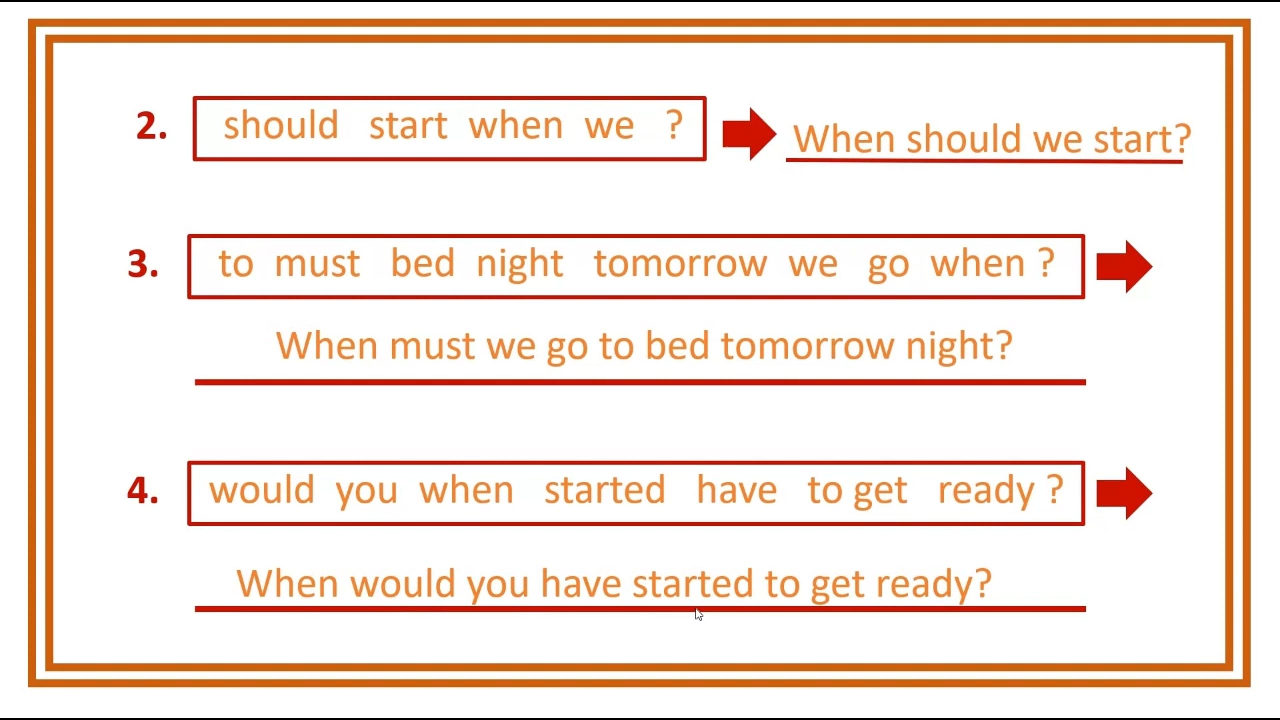 2. should start when we ? When should we start?
3. to must bed night tomorrow we go when ?
When must we go to bed tomorrow night?
4. would you when started have to get ready ?
When would you have started to get ready?